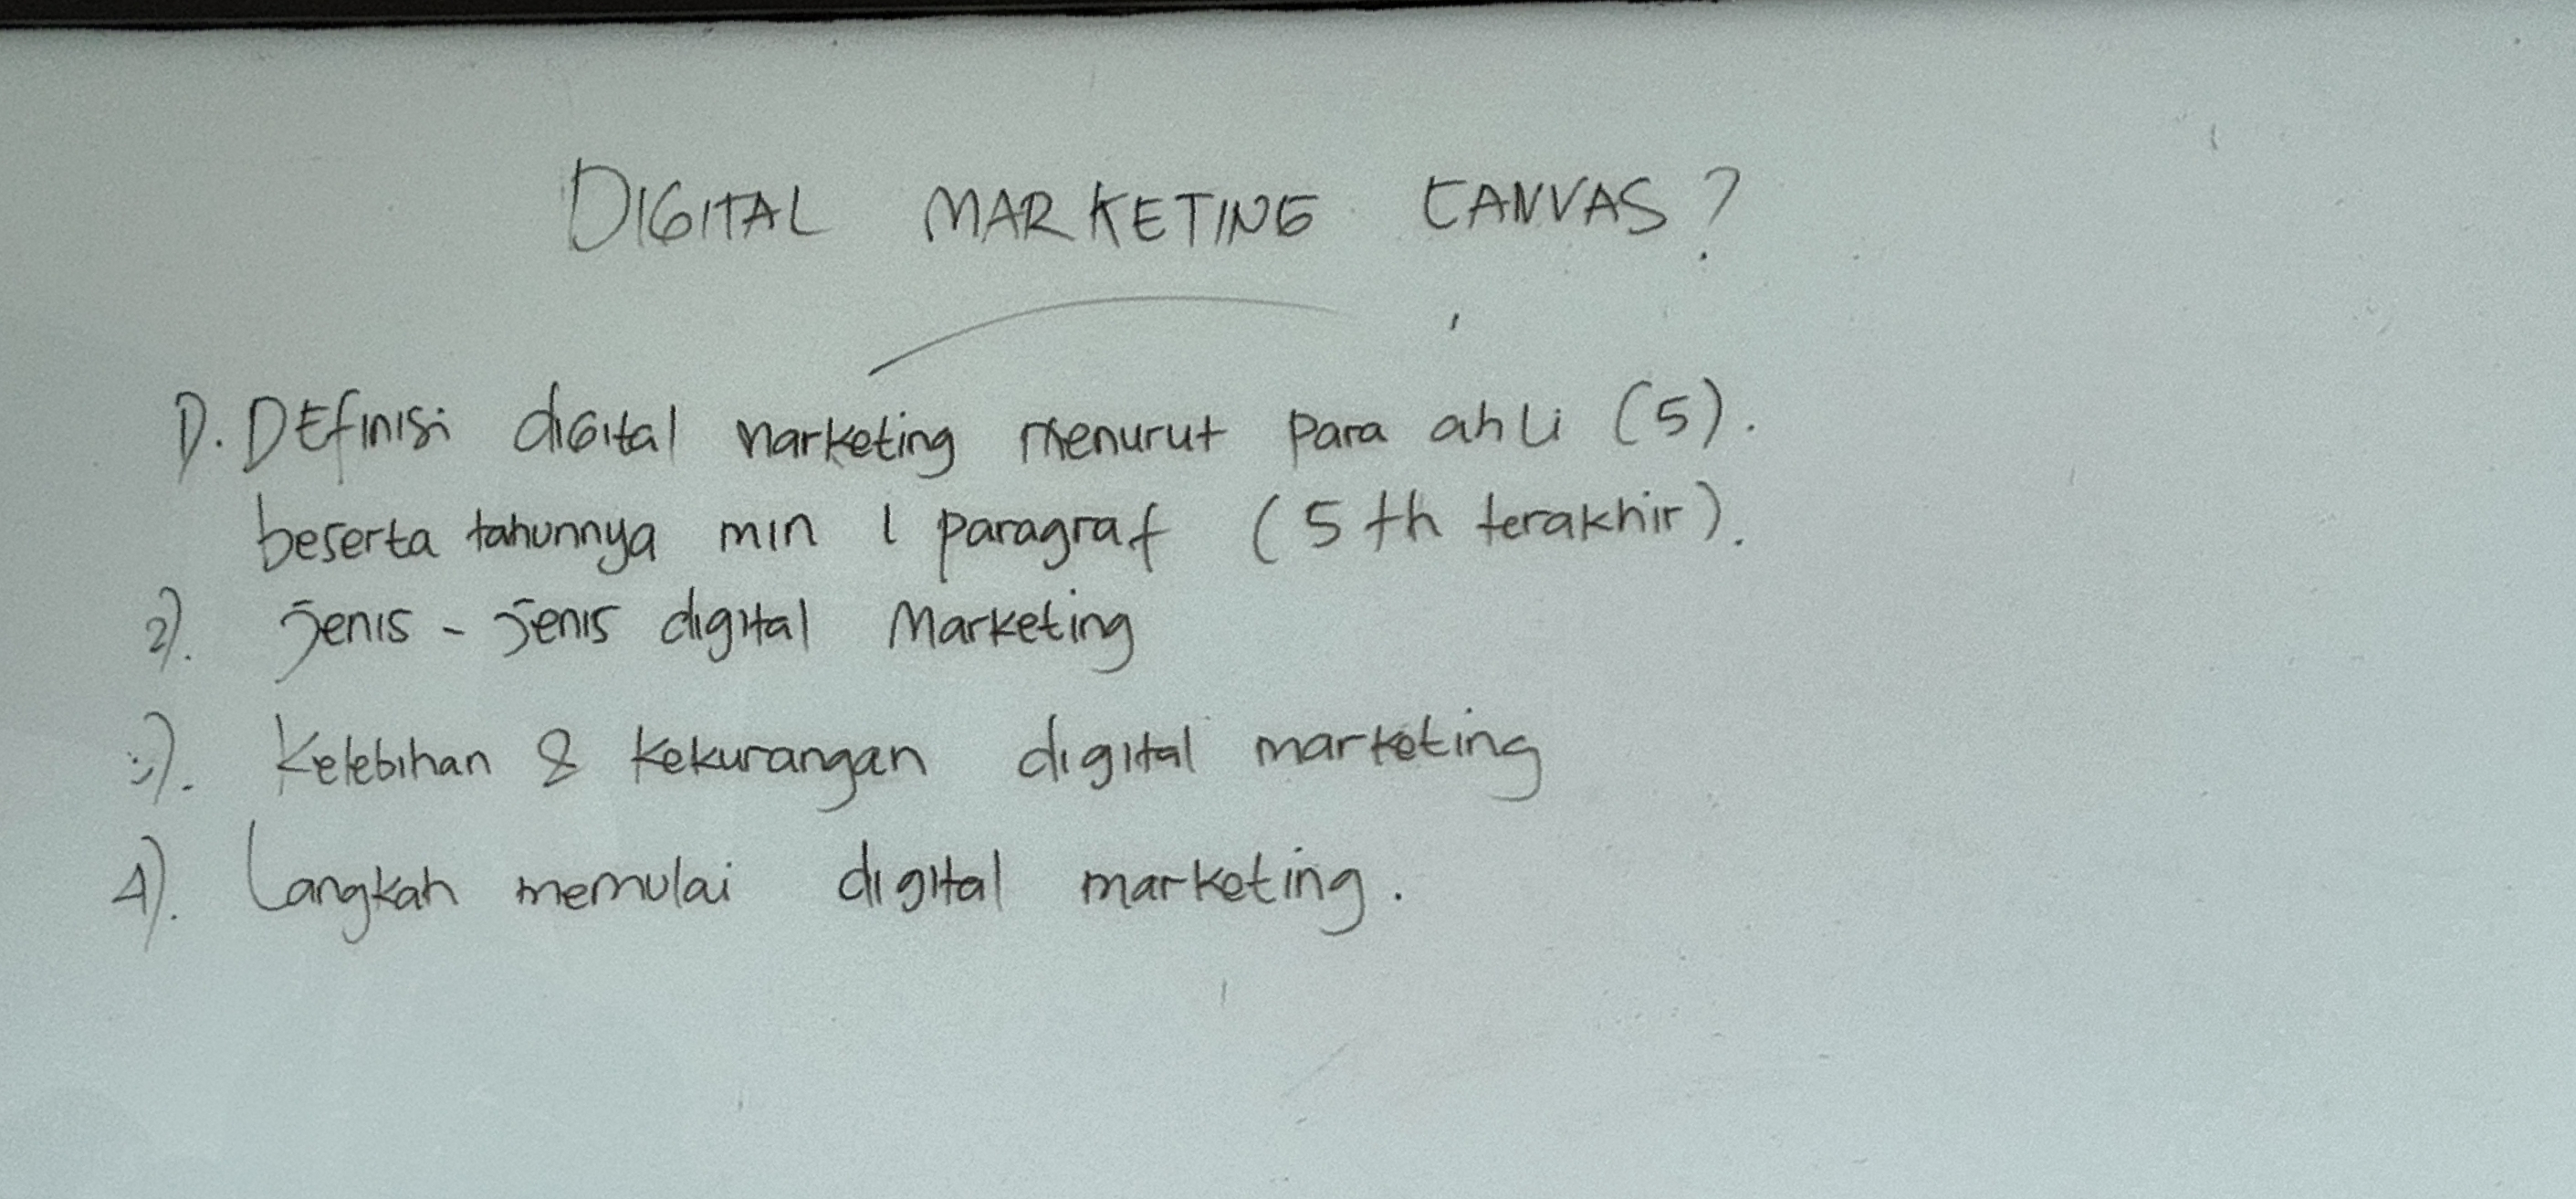 DIGITAL MARKETING CANVAS?
1). DEfinisi diGital marketing menurut para ahli (5).
beserta tahunnya min 1 paragraf (5 th terakhir).
2). Jenis - Jenis digital Marketing
3). Kelebihan & kekurangan digital marketing
4). Langkah memulai digital marketing.